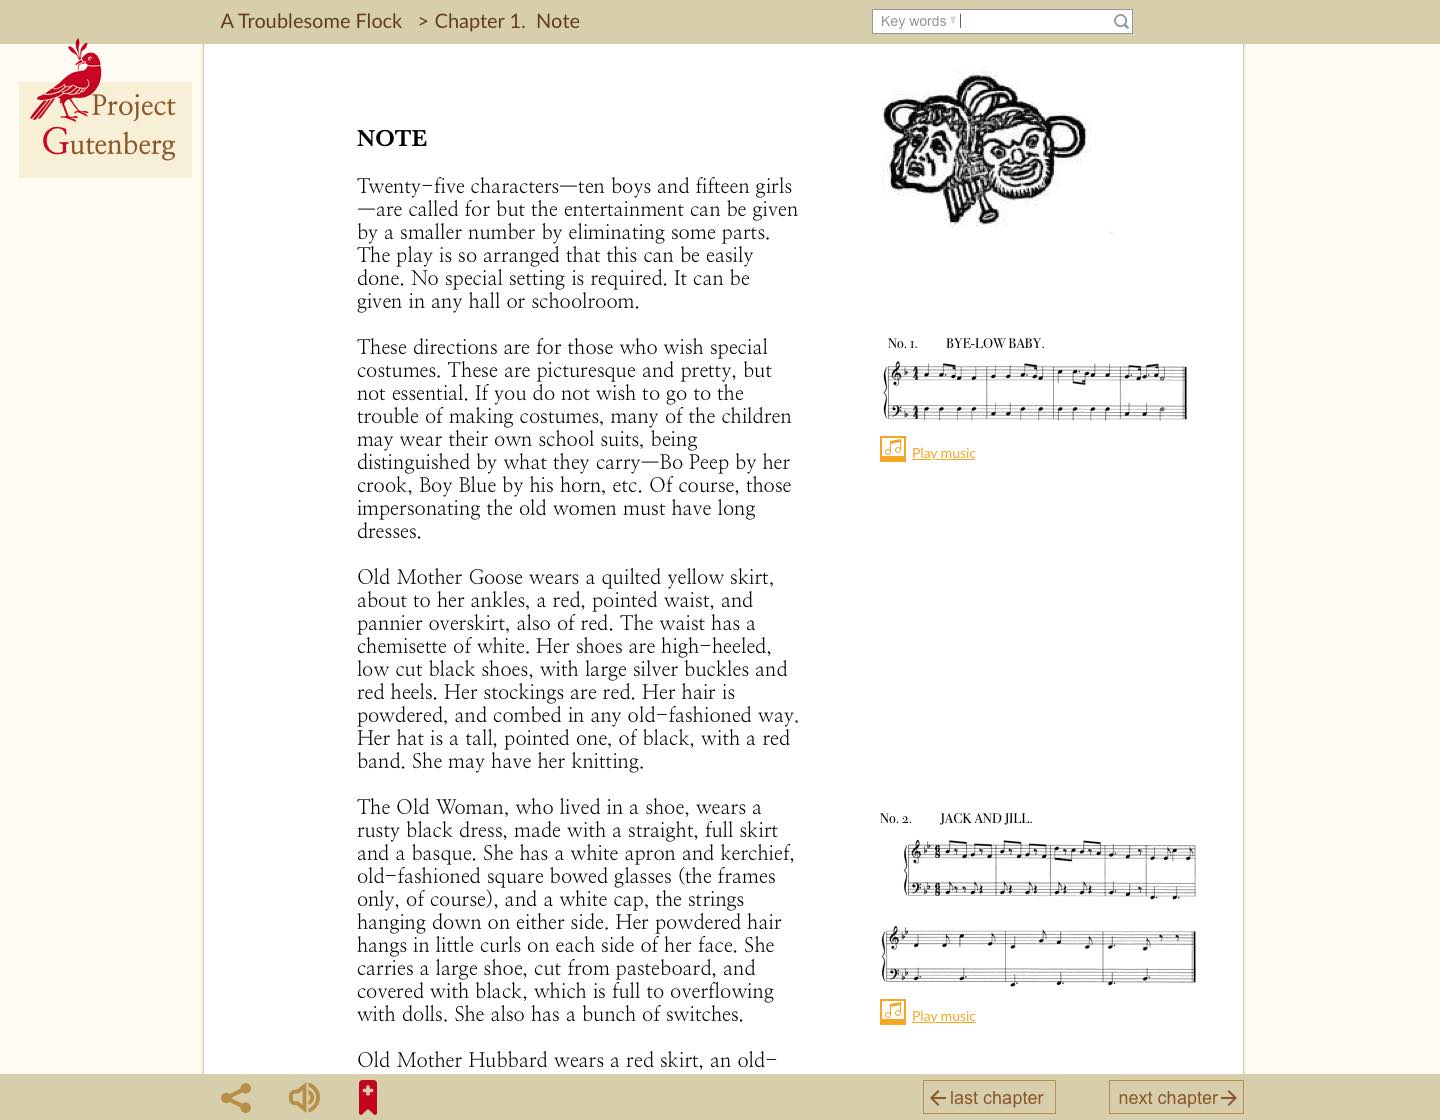 A Troublesome Flock > Chapter 1. Note
Key words
Project
Gutenberg
NOTE
Twenty-five characters—ten boys and fifteen girls
—are called for but the entertainment can be given
by a smaller number by eliminating some parts.
The play is so arranged that this can be easily
done. No special setting is required. It can be
given in any hall or schoolroom.
These directions are for those who wish special
costumes. These are picturesque and pretty, but
not essential. If you do not wish to go to the
trouble of making costumes, many of the children
may wear their own school suits, being
distinguished by what they carry—Bo Peep by her
crook, Boy Blue by his horn, etc. Of course, those
impersonating the old women must have long
dresses.
Old Mother Goose wears a quilted yellow skirt,
about to her ankles, a red, pointed waist, and
pannier overskirt, also of red. The waist has a
chemisette of white. Her shoes are high-heeled,
low cut black shoes, with large silver buckles and
red heels. Her stockings are red. Her hair is
powdered, and combed in any old-fashioned way.
Her hat is a tall, pointed one, of black, with a red
band. She may have her knitting.
The Old Woman, who lived in a shoe, wears a
rusty black dress, made with a straight, full skirt
and a basque. She has a white apron and kerchief,
old-fashioned square bowed glasses (the frames
only, of course), and a white cap, the strings
hanging down on either side. Her powdered hair
hangs in little curls on each side of her face. She
carries a large shoe, cut from pasteboard, and
covered with black, which is full to overflowing
with dolls. She also has a bunch of switches.
Old Mother Hubbard wears a red skirt, an old-
No. 1. BYE-LOW BABY.
Play music
No. 2. JACK AND JILL.
Play music
last chapter
next chapter